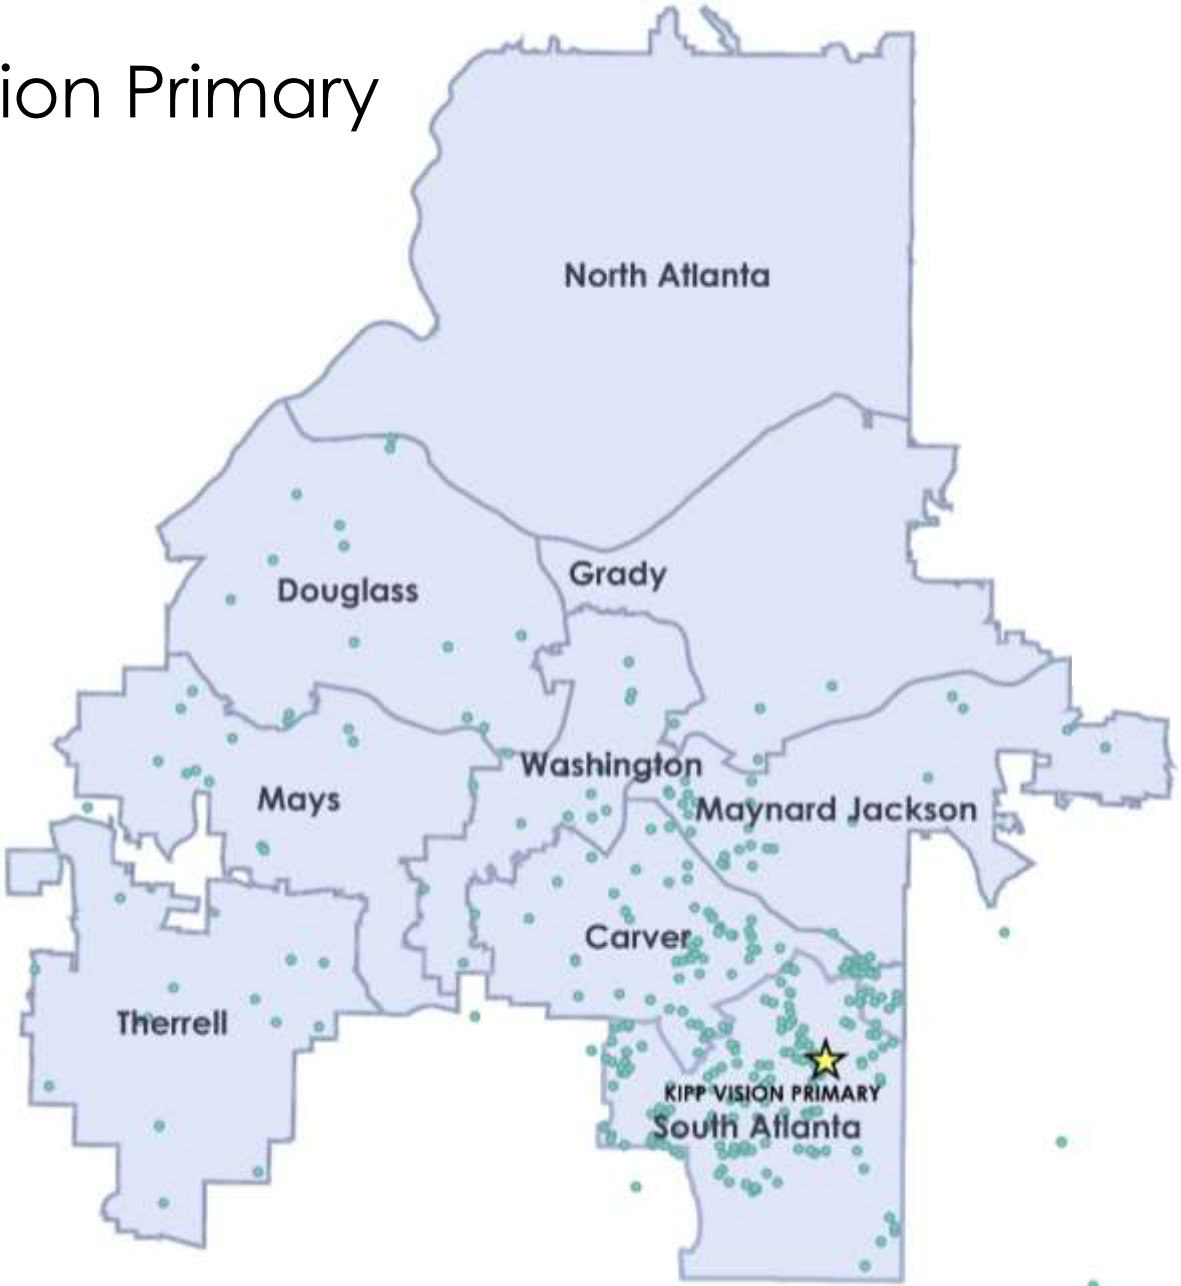 ion Primary
North Atlanta
Grady
Douglass
Washington
Mays
Maynard Jackson
Carver
Therrell
KIPP VISION PRIMARY
South Atlanta